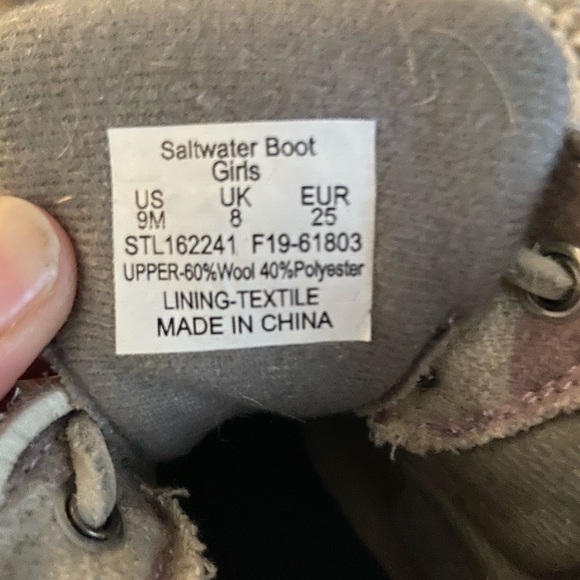 Saltwater Boot
Girls
US UK EUR
9M 8 25
STL162241 F19-61803
UPPER-60%Wool 40%Polyester
LINING-TEXTILE
MADE IN CHINA